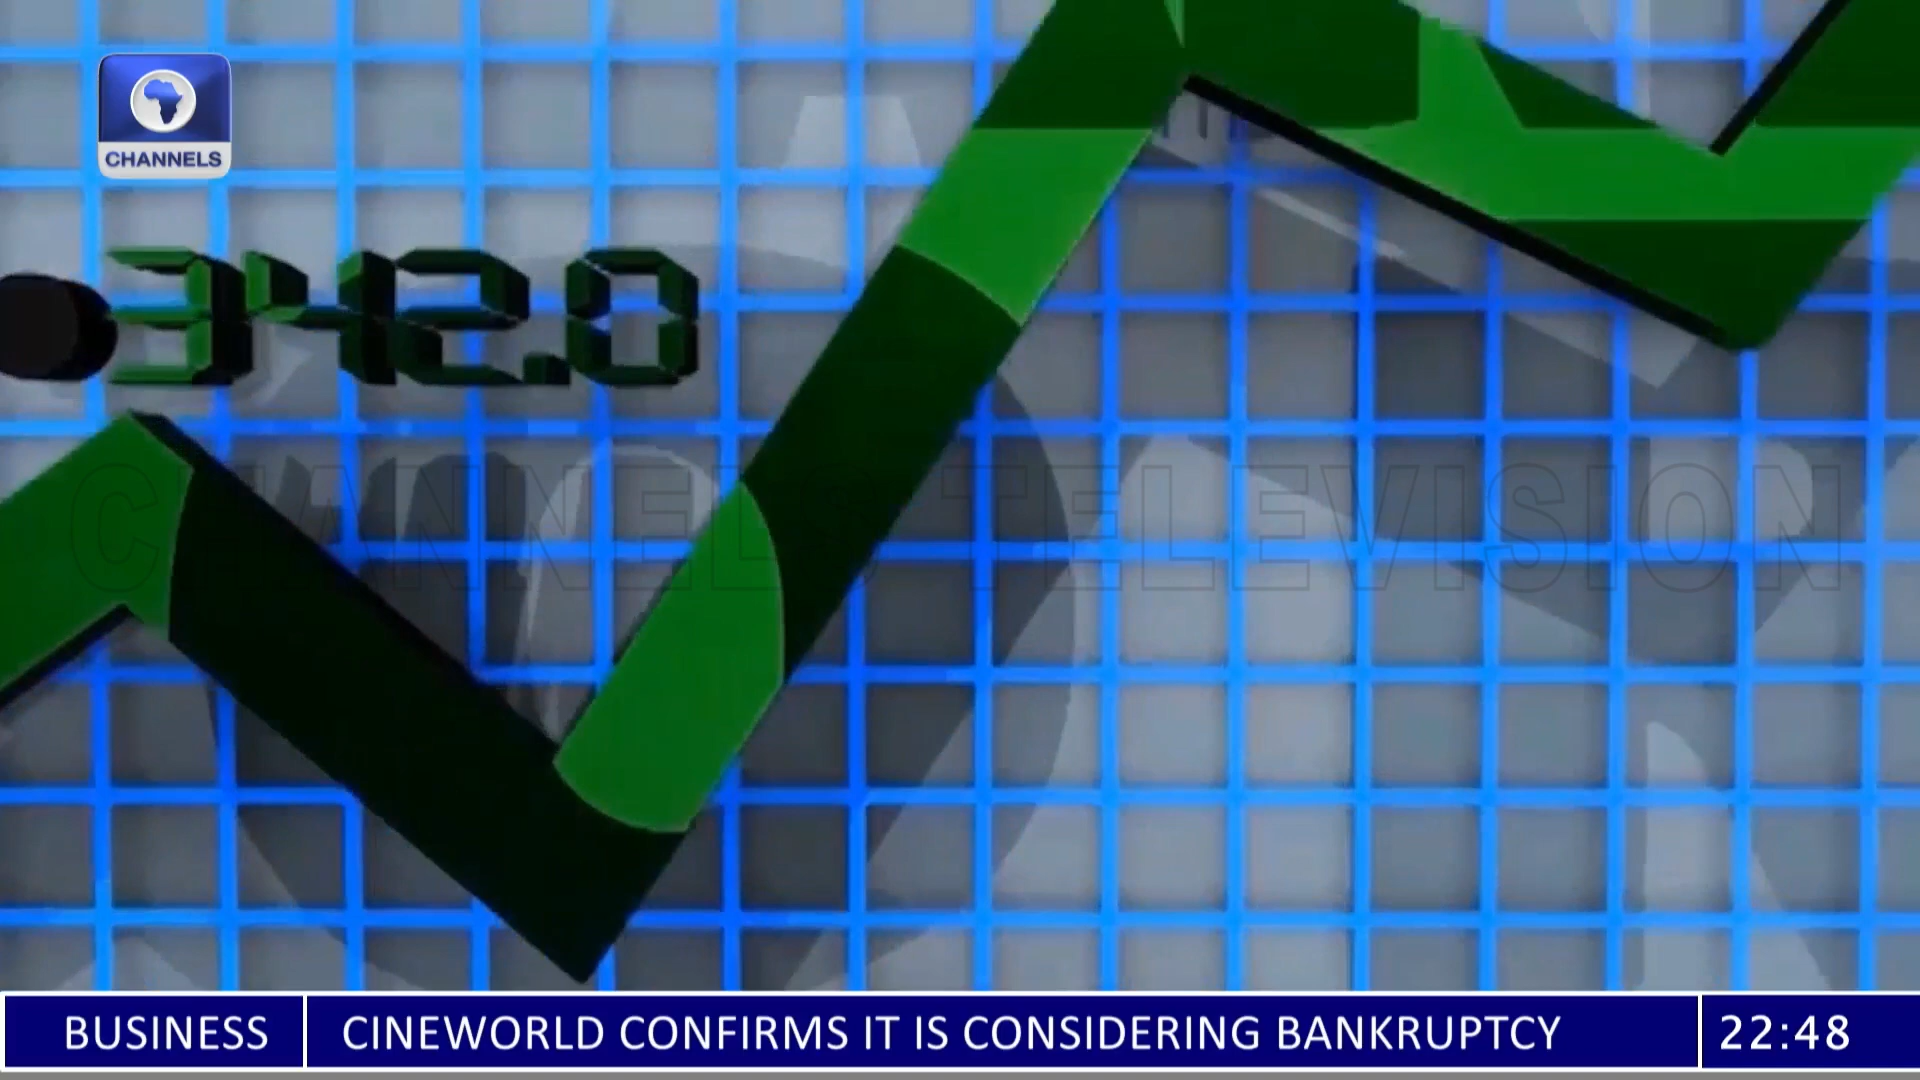 CHANNELS
342.0
CHANNELS TELEVISION
BUSINESS
CINEWORLD CONFIRMS IT IS CONSIDERING BANKRUPTCY
22:48